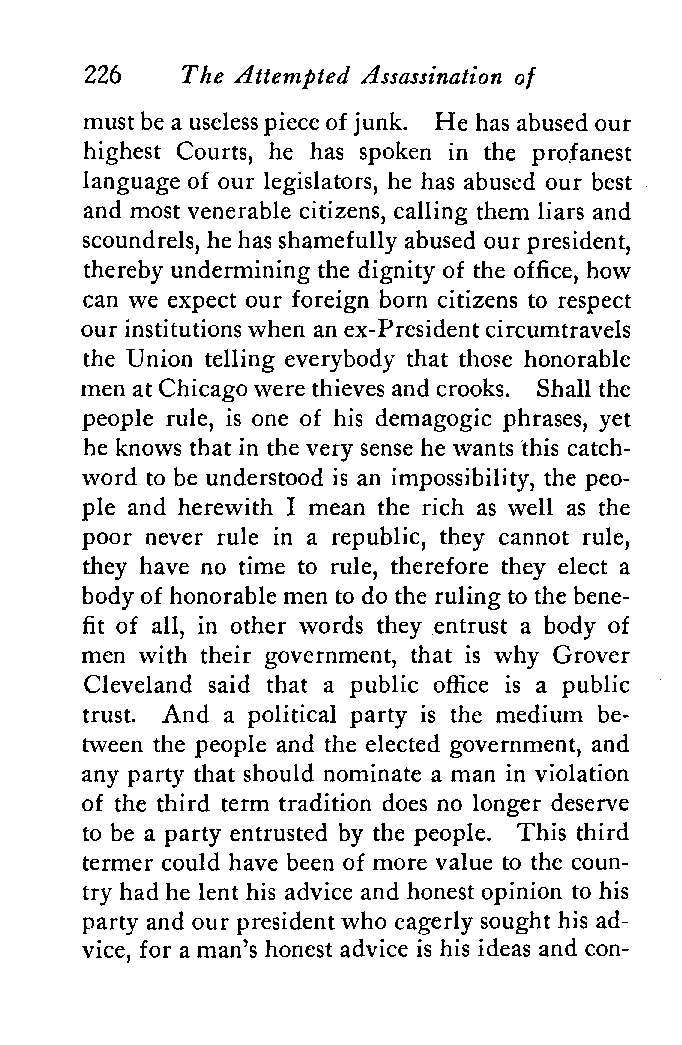 226 The Attempted Assassination of
must be a useless piece of junk. He has abused our
highest Courts, he has spoken in the profanest
language of our legislators, he has abused our best
and most venerable citizens, calling them liars and
scoundrels, he has shamefully abused our president,
thereby undermining the dignity of the office, how
can we expect our foreign born citizens to respect
our institutions when an ex-President circumtravels
the Union telling everybody that those honorable
men at Chicago were thieves and crooks. Shall the
people rule, is one of his demagogic phrases, yet
he knows that in the very sense he wants this catch-
word to be understood is an impossibility, the peo-
ple and herewith I mean the rich as well as the
poor never rule in a republic, they cannot rule,
they have no time to rule, therefore they elect a
body of honorable men to do the ruling to the bene-
fit of all, in other words they entrust a body of
men with their government, that is why Grover
Cleveland said that a public office is a public
trust. And a political party is the medium be-
tween the people and the elected government, and
any party that should nominate a man in violation
of the third term tradition does no longer deserve
to be a party entrusted by the people. This third
termer could have been of more value to the coun-
try had he lent his advice and honest opinion to his
party and our president who eagerly sought his ad-
vice, for a man's honest advice is his ideas and con-